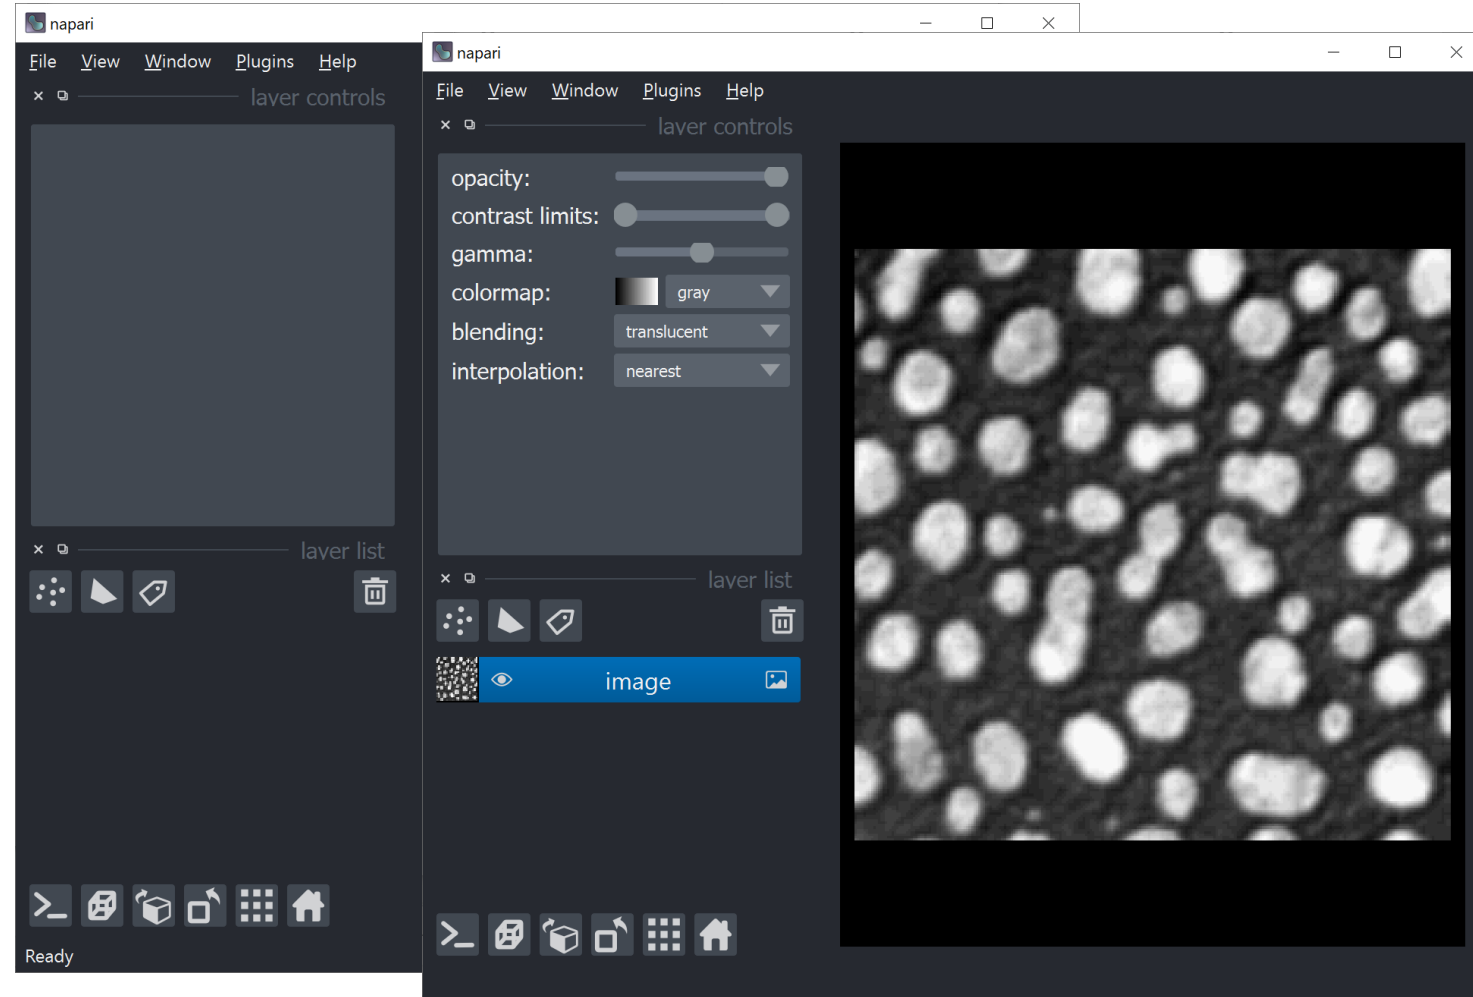 napari
File View Window Plugins Help
layer controls
layer list
Ready
napari
File View Window Plugins Help
layer controls
opacity:
contrast limits:
gamma:
colormap: gray
blending: translucent
interpolation: nearest
layer list
image